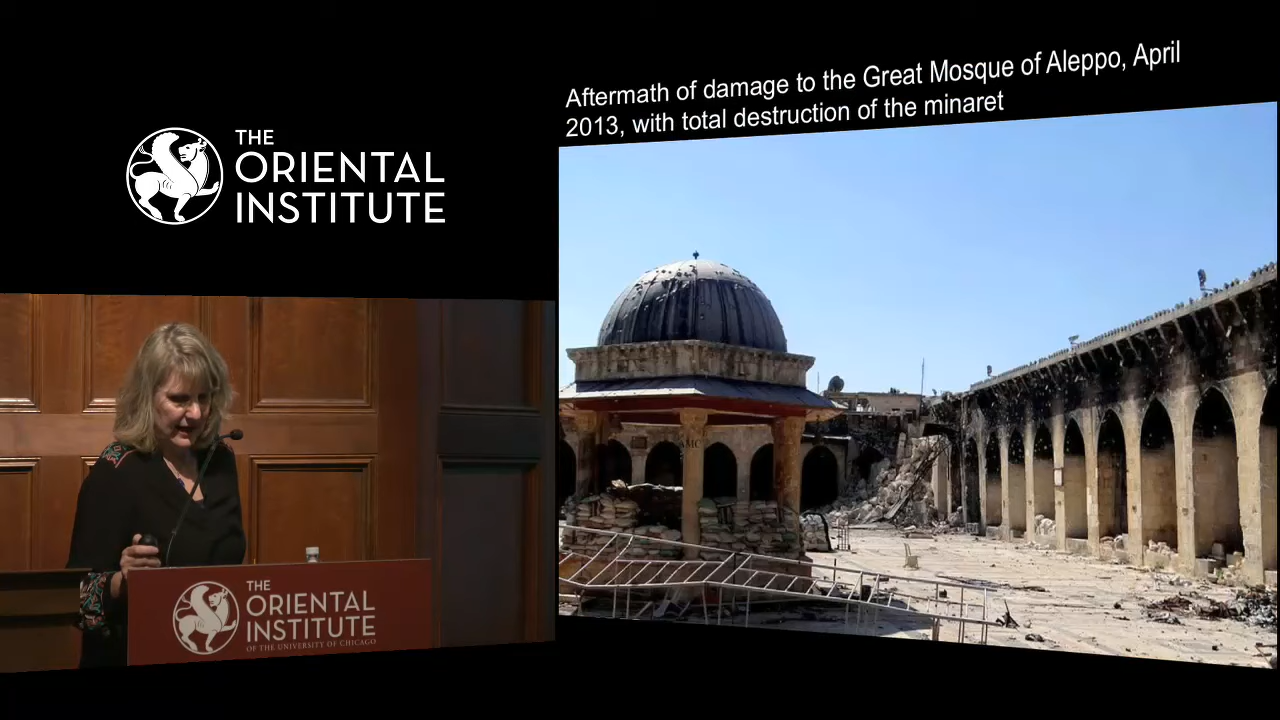 THE
ORIENTAL
INSTITUTE
Aftermath of damage to the Great Mosque of Aleppo, April
2013, with total destruction of the minaret
THE
ORIENTAL
INSTITUTE
OF THE UNIVERSITY OF CHICAGO